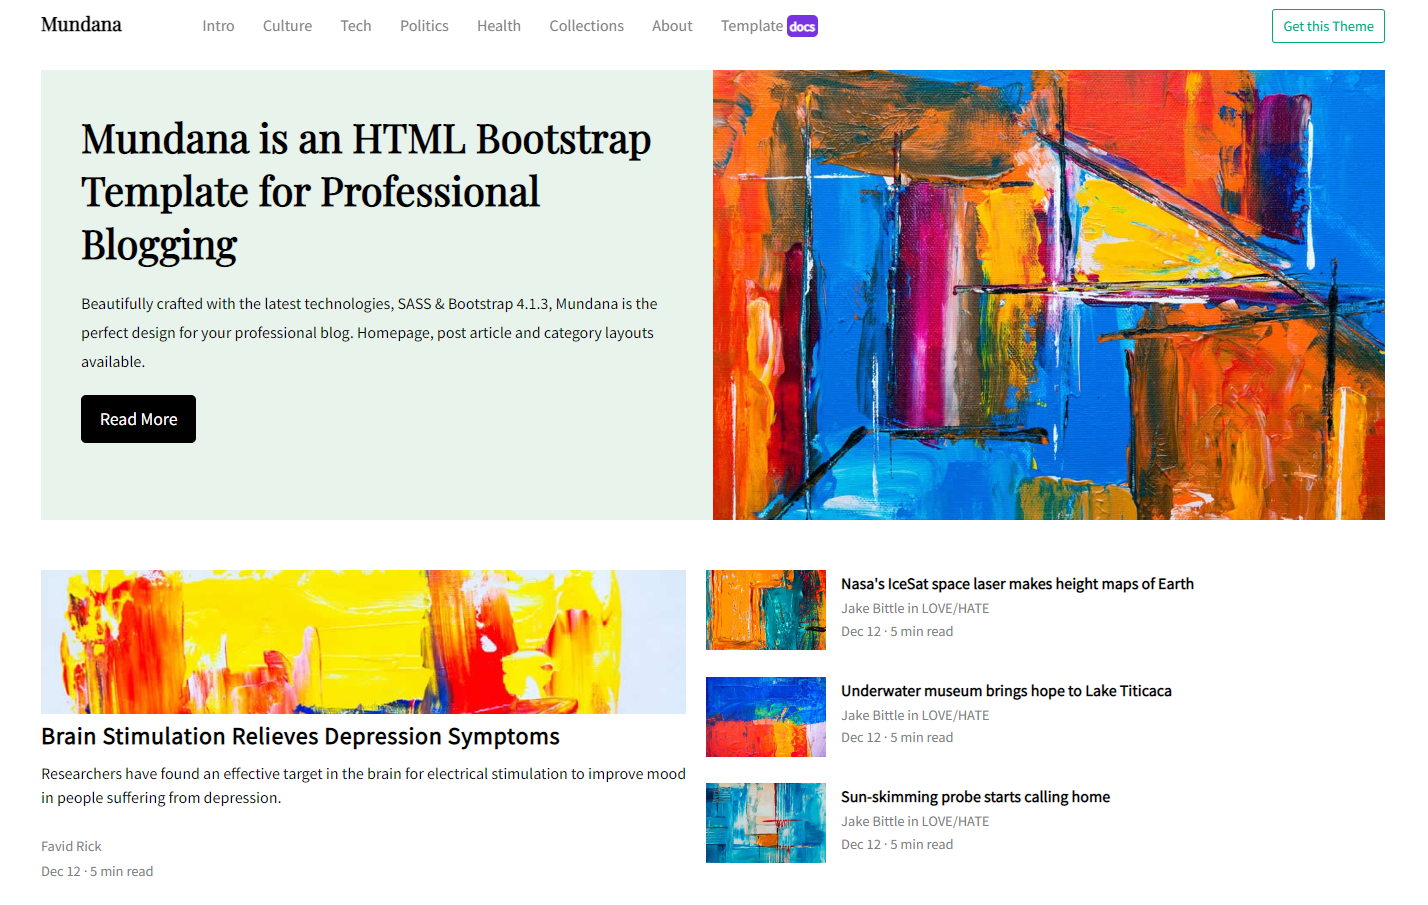 Mundana Intro Culture Tech Politics Health Collections About Template docs Get this Theme
Mundana is an HTML Bootstrap
Template for Professional
Blogging
Beautifully crafted with the latest technologies, SASS & Bootstrap 4.1.3, Mundana is the
perfect design for your professional blog. Homepage, post article and category layouts
available.
Read More
Brain Stimulation Relieves Depression Symptoms
Researchers have found an effective target in the brain for electrical stimulation to improve mood
in people suffering from depression.
Favid Rick
Dec 12 · 5 min read
Nasa's IceSat space laser makes height maps of Earth
Jake Bittle in LOVE/HATE
Dec 12 · 5 min read
Underwater museum brings hope to Lake Titicaca
Jake Bittle in LOVE/HATE
Dec 12 · 5 min read
Sun-skimming probe starts calling home
Jake Bittle in LOVE/HATE
Dec 12 · 5 min read